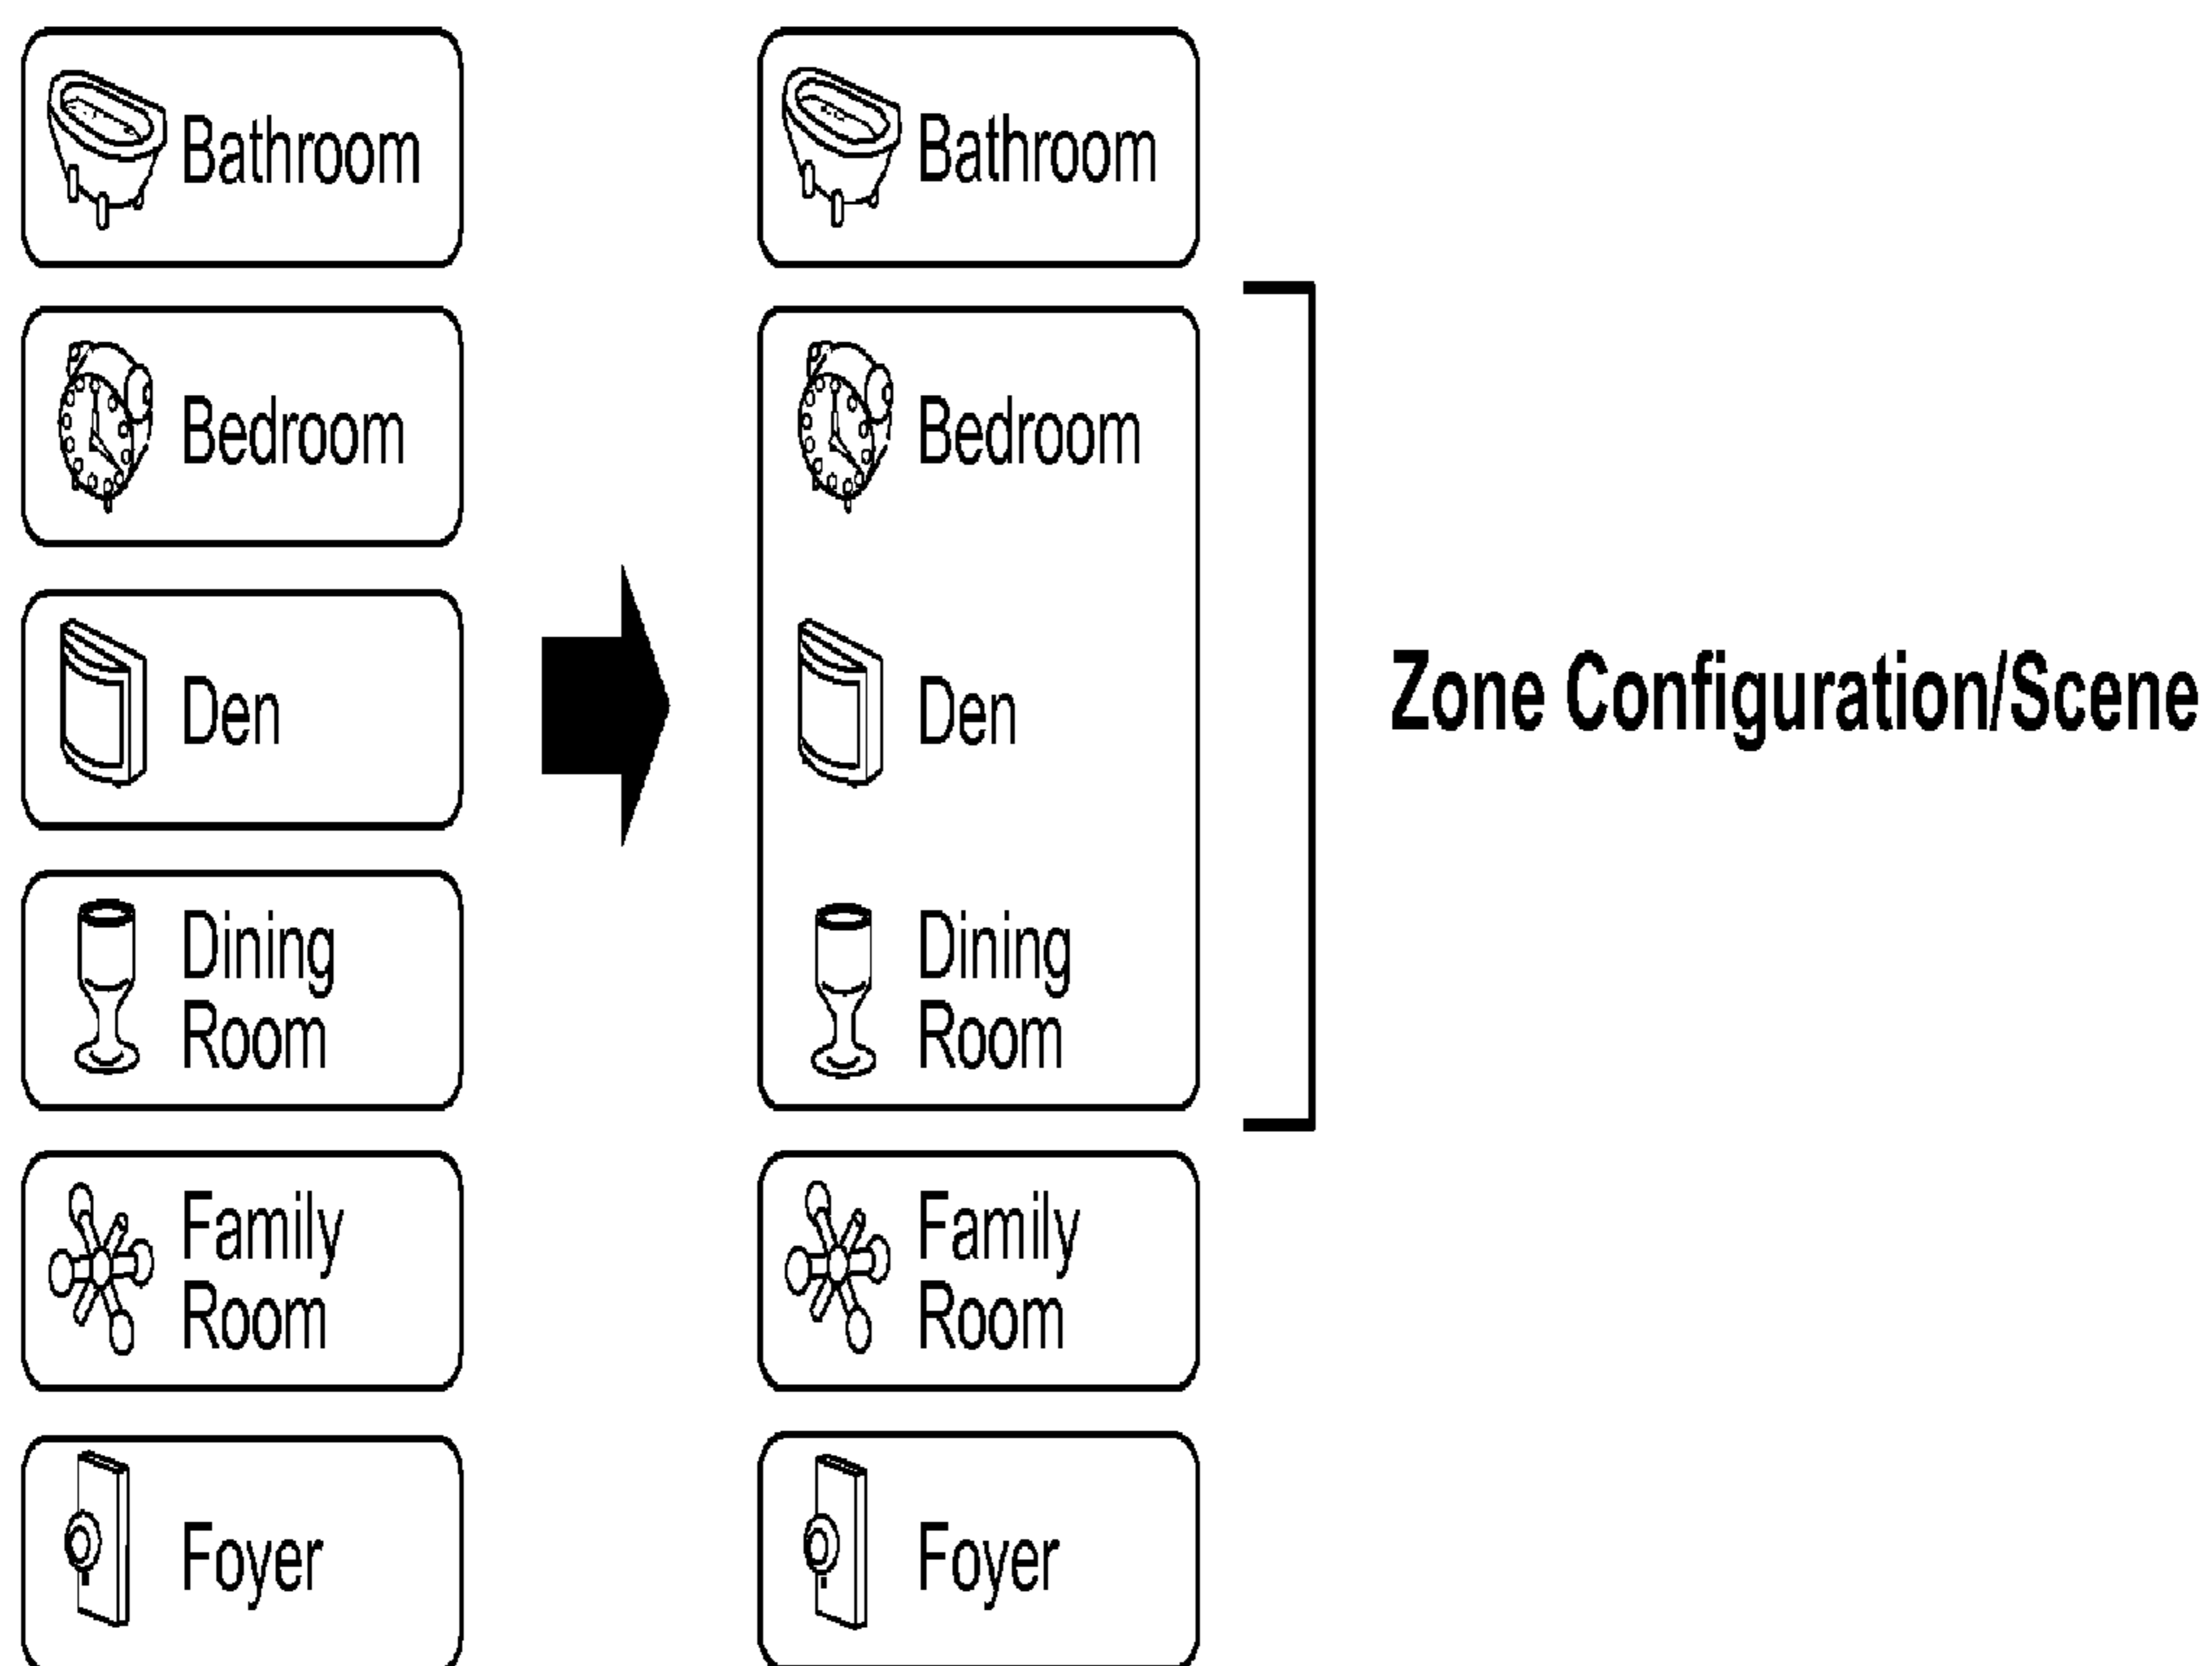 Bathroom
Bedroom
Den
Dining
Room
Family
Room
Foyer
Bathroom
Bedroom
Den
Dining
Room
Family
Room
Foyer
Zone Configuration/Scene